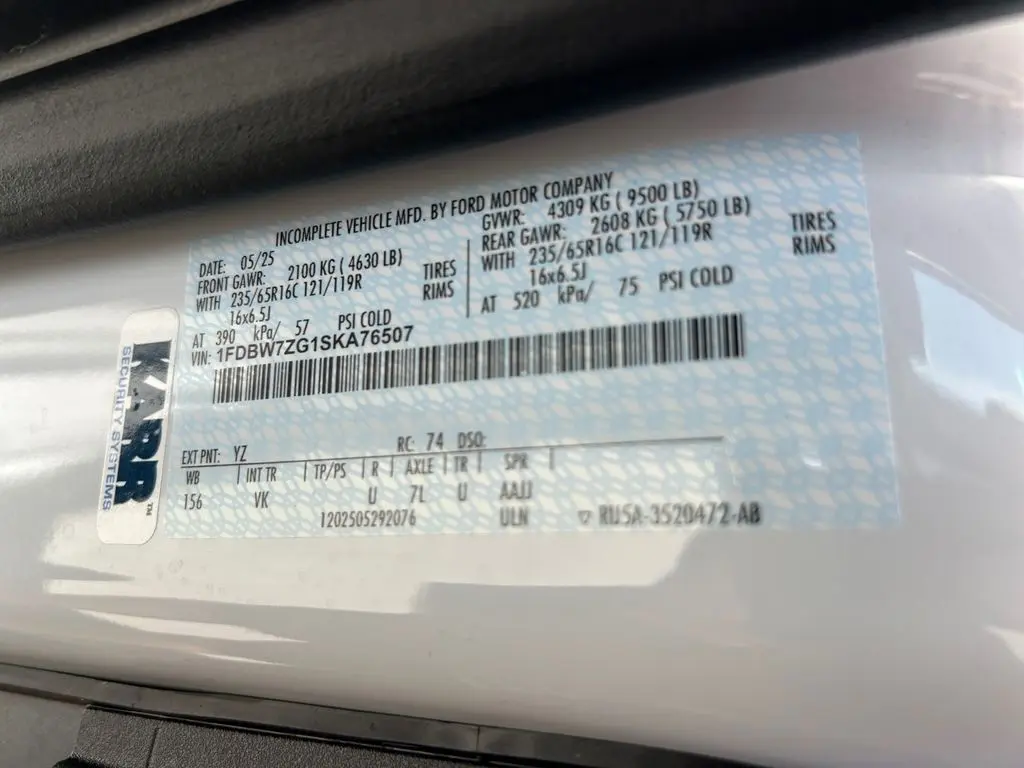 INCOMPLETE VEHICLE MFD. BY FORD MOTOR COMPANY
DATE: 05/25 GVWR: 4309 KG ( 9500 LB)
FRONT GAWR: 2100 KG ( 4630 LB) REAR GAWR: 2608 KG ( 5750 LB)
WITH 235/65R16C 121/119R TIRES WITH 235/65R16C 121/119R TIRES
16x6.5J RIMS 16x6.5J RIMS
AT 390 kPa/ 57 PSI COLD AT 520 kPa/ 75 PSI COLD
VIN: 1FDBW7ZG1SKA76507
EXT PNT: YZ RC: 74 DSO:
WB INT TR TP/PS R AXLE TR SPR
156 VK U 7L U AAJJ
1202505292076 ULN ▽ RU5A-3520472-AB
KARR™
SECURITY SYSTEMS